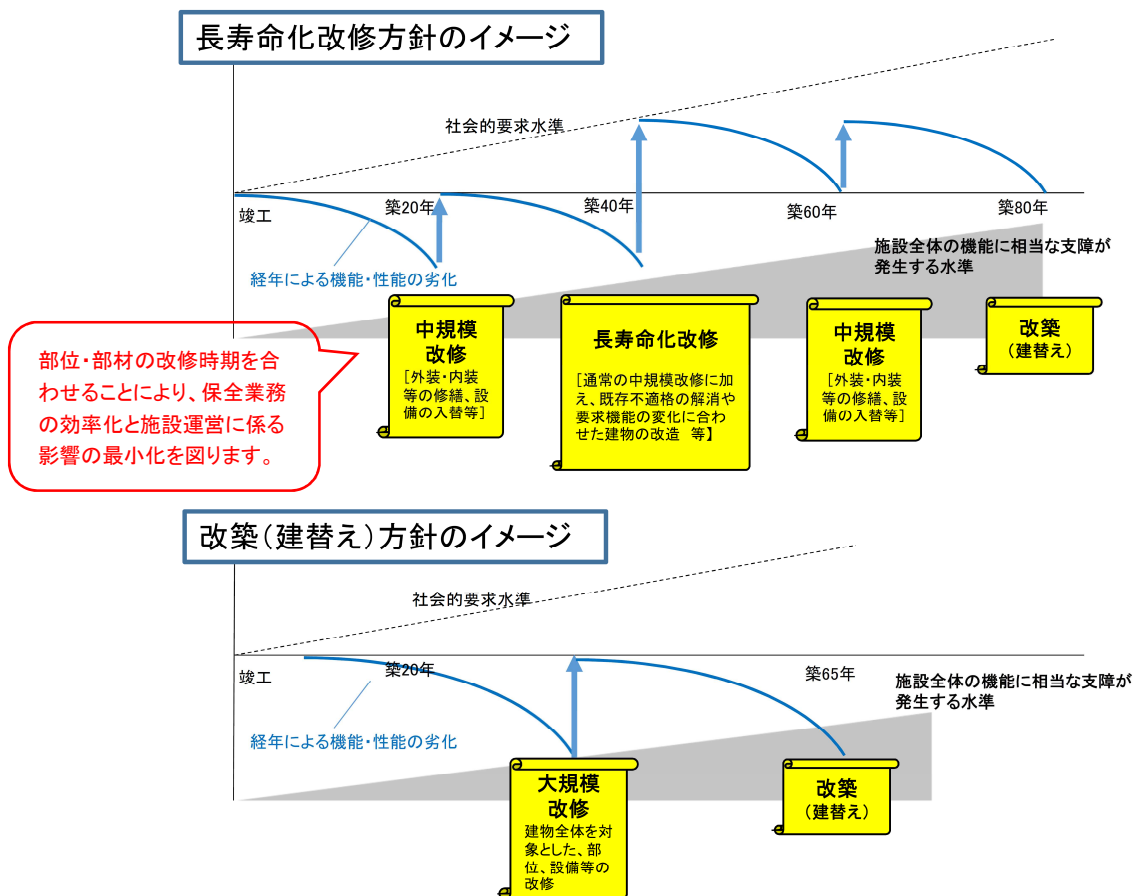 長寿命化改修方針のイメージ
社会的要求水準
竣工
築20年
築40年
築60年
築80年
経年による機能・性能の劣化
施設全体の機能に相当な支障が
発生する水準
部位・部材の改修時期を合
わせることにより、保全業務
の効率化と施設運営に係る
影響の最小化を図ります。
中規模
改修
[外装・内装
等の修繕、設
備の入替等]
長寿命化改修
[通常の中規模改修に加
え、既存不適格の解消や
要求機能の変化に合わ
せた建物の改造 等】
中規模
改修
[外装・内装
等の修繕、設
備の入替等]
改築
(建替え)
改築(建替え)方針のイメージ
社会的要求水準
竣工
築20年
築65年
経年による機能・性能の劣化
施設全体の機能に相当な支障が
発生する水準
大規模
改修
建物全体を対
象とした、部
位、設備等の
改修
改築
(建替え)